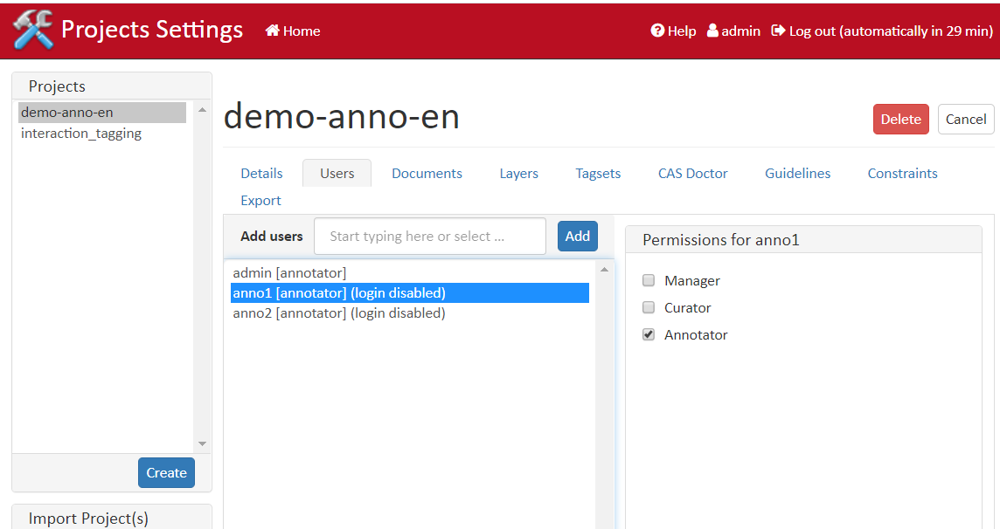 Projects Settings Home Help admin Log out (automatically in 29 min)
Projects
demo-anno-en
interaction_tagging
Create
Import Project(s)
demo-anno-en
Delete Cancel
Details Users Documents Layers Tagsets CAS Doctor Guidelines Constraints
Export
Add users Start typing here or select ... Add
admin [annotator]
anno1 [annotator] (login disabled)
anno2 [annotator] (login disabled)
Permissions for anno1
Manager
Curator
Annotator